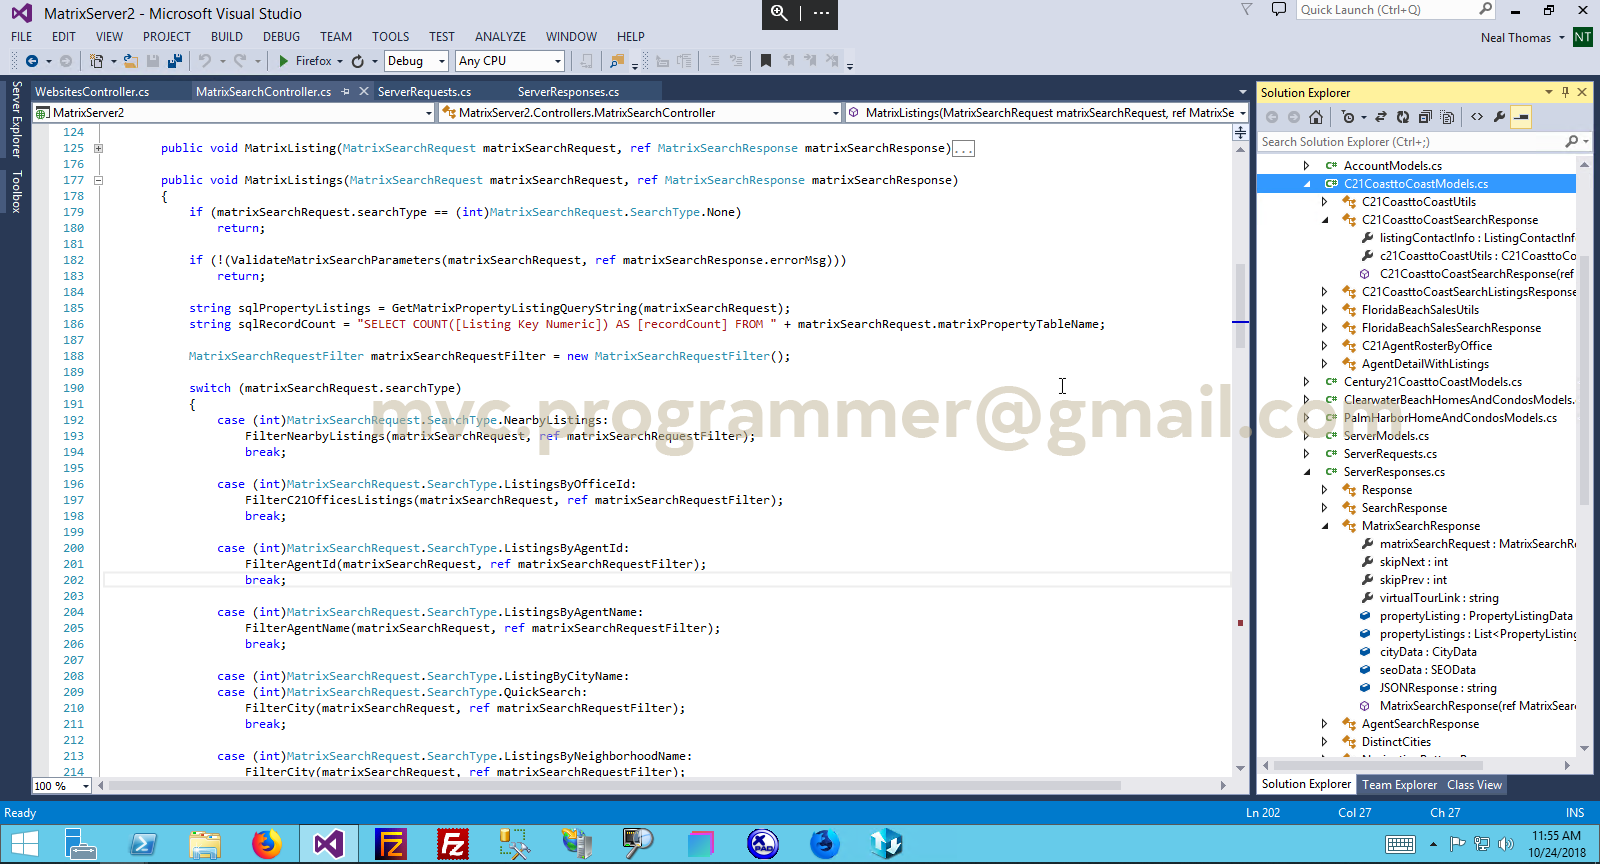 MatrixServer2 - Microsoft Visual Studio
Quick Launch (Ctrl+Q)
FILE EDIT VIEW PROJECT BUILD DEBUG TEAM TOOLS TEST ANALYZE WINDOW HELP
Neal Thomas NT
Firefox Debug Any CPU
Server Explorer
Toolbox
WebsitesController.cs MatrixSearchController.cs ServerRequests.cs ServerResponses.cs
MatrixServer2 MatrixServer2.Controllers.MatrixSearchController MatrixListings(MatrixSearchRequest matrixSearchRequest, ref MatrixSe
124
125 public void MatrixListing(MatrixSearchRequest matrixSearchRequest, ref MatrixSearchResponse matrixSearchResponse)...
176
177 public void MatrixListings(MatrixSearchRequest matrixSearchRequest, ref MatrixSearchResponse matrixSearchResponse)
178 {
179 if (matrixSearchRequest.searchType == (int)MatrixSearchRequest.SearchType.None)
180 return;
181
182 if (!(ValidateMatrixSearchParameters(matrixSearchRequest, ref matrixSearchResponse.errorMsg)))
183 return;
184
185 string sqlPropertyListings = GetMatrixPropertyListingQueryString(matrixSearchRequest);
186 string sqlRecordCount = "SELECT COUNT([Listing Key Numeric]) AS [recordCount] FROM " + matrixSearchRequest.matrixPropertyTableName;
187
188 MatrixSearchRequestFilter matrixSearchRequestFilter = new MatrixSearchRequestFilter();
189
190 switch (matrixSearchRequest.searchType)
191 {
192 case (int)MatrixSearchRequest.SearchType.NearbyListings:
193 FilterNearbyListings(matrixSearchRequest, ref matrixSearchRequestFilter);
194 break;
195
196 case (int)MatrixSearchRequest.SearchType.ListingsByOfficeId:
197 FilterC21OfficesListings(matrixSearchRequest, ref matrixSearchRequestFilter);
198 break;
199
200 case (int)MatrixSearchRequest.SearchType.ListingsByAgentId:
201 FilterAgentId(matrixSearchRequest, ref matrixSearchRequestFilter);
202 break;
203
204 case (int)MatrixSearchRequest.SearchType.ListingsByAgentName:
205 FilterAgentName(matrixSearchRequest, ref matrixSearchRequestFilter);
206 break;
207
208 case (int)MatrixSearchRequest.SearchType.ListingByCityName:
209 case (int)MatrixSearchRequest.SearchType.QuickSearch:
210 FilterCity(matrixSearchRequest, ref matrixSearchRequestFilter);
211 break;
212
213 case (int)MatrixSearchRequest.SearchType.ListingsByNeighborhoodName:
214 FilterCity(matrixSearchRequest, ref matrixSearchRequestFilter);
mvc.programmer@gmail.com
100 %
Solution Explorer
Search Solution Explorer (Ctrl+;)
C# AccountModels.cs
C# C21CoasttoCoastModels.cs
C21CoasttoCoastUtils
C21CoasttoCoastSearchResponse
listingContactInfo : ListingContactInf
c21CoasttoCoastUtils : C21CoasttoCo
C21CoasttoCoastSearchResponse(ref
C21CoasttoCoastSearchListingsResponse
FloridaBeachSalesUtils
FloridaBeachSalesSearchResponse
C21AgentRosterByOffice
AgentDetailWithListings
C# Century21CoasttoCoastModels.cs
C# ClearwaterBeachHomesAndCondosModels.
C# PalmHarborHomeAndCondosModels.cs
C# ServerModels.cs
C# ServerRequests.cs
C# ServerResponses.cs
Response
SearchResponse
MatrixSearchResponse
matrixSearchRequest : MatrixSearchRe
skipNext : int
skipPrev : int
virtualTourLink : string
propertyListing : PropertyListingData
propertyListings : List<PropertyListing
cityData : CityData
seoData : SEOData
JSONResponse : string
MatrixSearchResponse(ref MatrixSear
AgentSearchResponse
DistinctCities
Solution Explorer Team Explorer Class View
Ready Ln 202 Col 27 Ch 27 INS
11:55 AM
10/24/2018